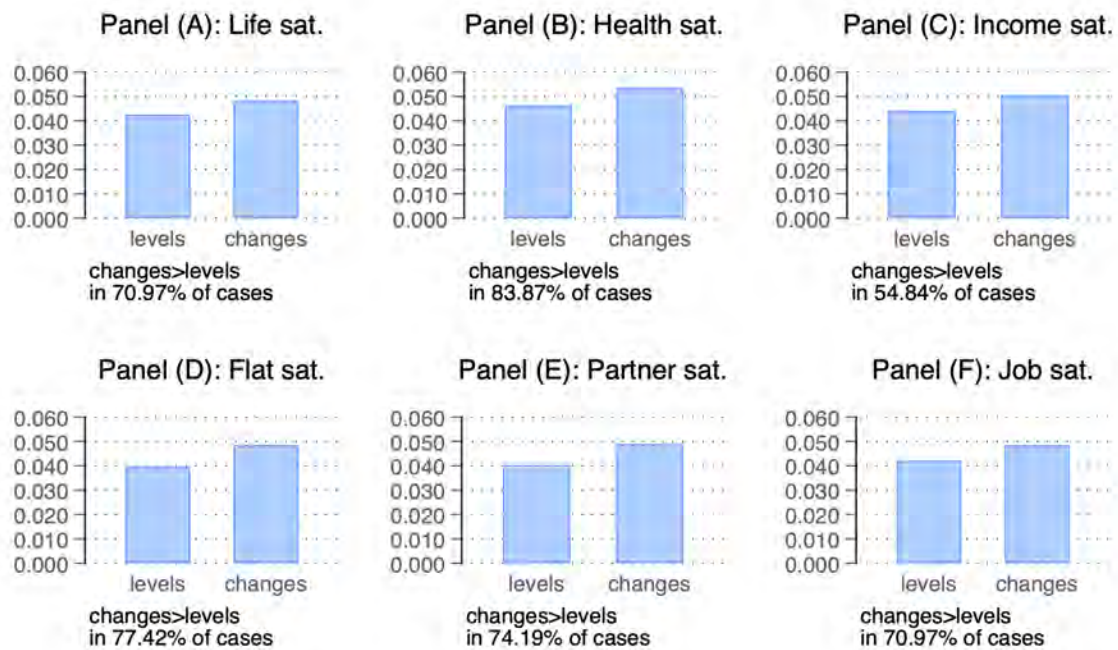 Panel (A): Life sat.
0.060
0.050
0.040
0.030
0.020
0.010
0.000
levels changes
changes>levels
in 70.97% of cases
Panel (B): Health sat.
0.060
0.050
0.040
0.030
0.020
0.010
0.000
levels changes
changes>levels
in 83.87% of cases
Panel (C): Income sat.
0.060
0.050
0.040
0.030
0.020
0.010
0.000
levels changes
changes>levels
in 54.84% of cases
Panel (D): Flat sat.
0.060
0.050
0.040
0.030
0.020
0.010
0.000
levels changes
changes>levels
in 77.42% of cases
Panel (E): Partner sat.
0.060
0.050
0.040
0.030
0.020
0.010
0.000
levels changes
changes>levels
in 74.19% of cases
Panel (F): Job sat.
0.060
0.050
0.040
0.030
0.020
0.010
0.000
levels changes
changes>levels
in 70.97% of cases